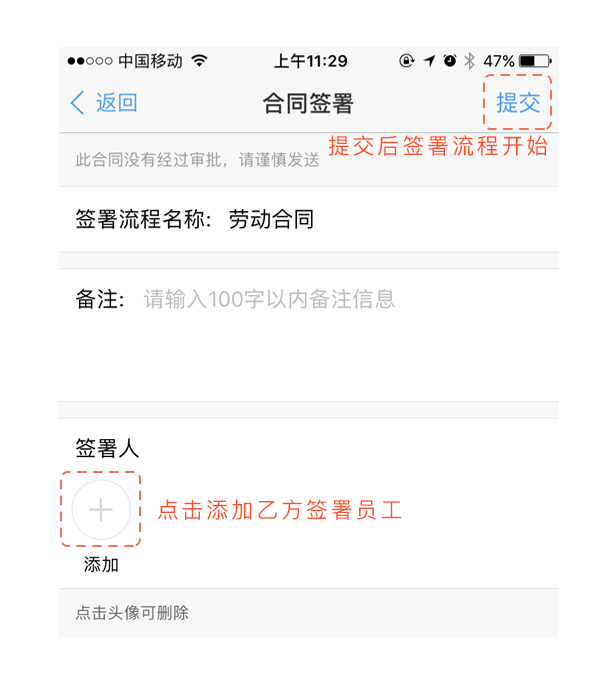 中国移动 上午11:29 47%
返回 合同签署 提交
提交后签署流程开始
此合同没有经过审批，请谨慎发送
签署流程名称: 劳动合同
备注: 请输入100字以内备注信息
签署人
点击添加乙方签署员工
添加
点击头像可删除